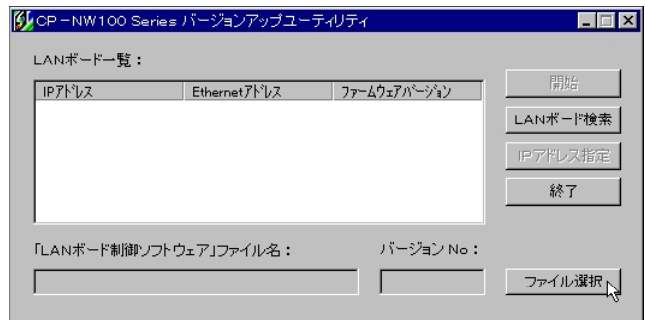 CP-NW100 Series バージョンアップユーティリティ
LANボード一覧：
IPアドレス Ethernetアドレス ファームウェアバージョン
開始
LANボード検索
IPアドレス指定
終了
「LANボード制御ソフトウェア」ファイル名： バージョン No：
ファイル選択